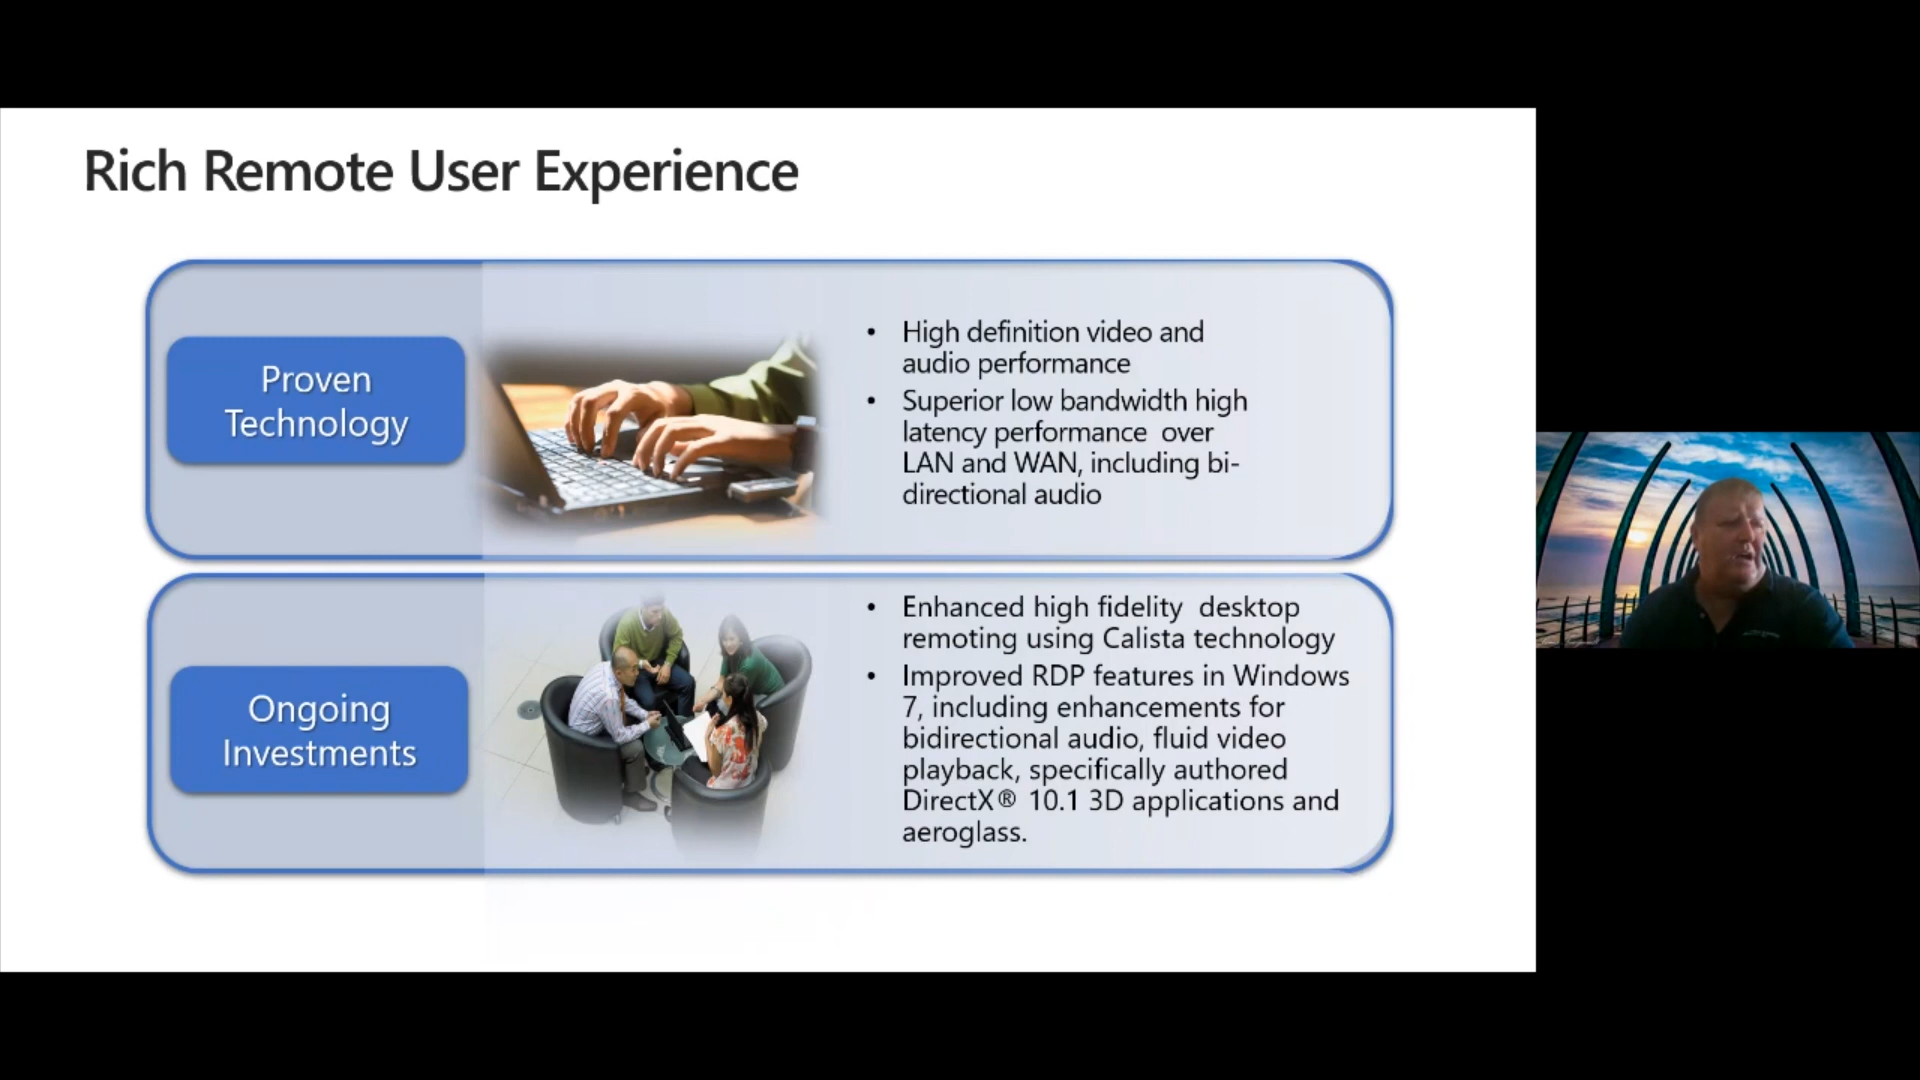 Rich Remote User Experience
Proven
Technology
• High definition video and
audio performance
• Superior low bandwidth high
latency performance  over
LAN and WAN, including bi-
directional audio
Ongoing
Investments
• Enhanced high fidelity  desktop
remoting using Calista technology
• Improved RDP features in Windows
7, including enhancements for
bidirectional audio, fluid video
playback, specifically authored
DirectX® 10.1 3D applications and
aeroglass.